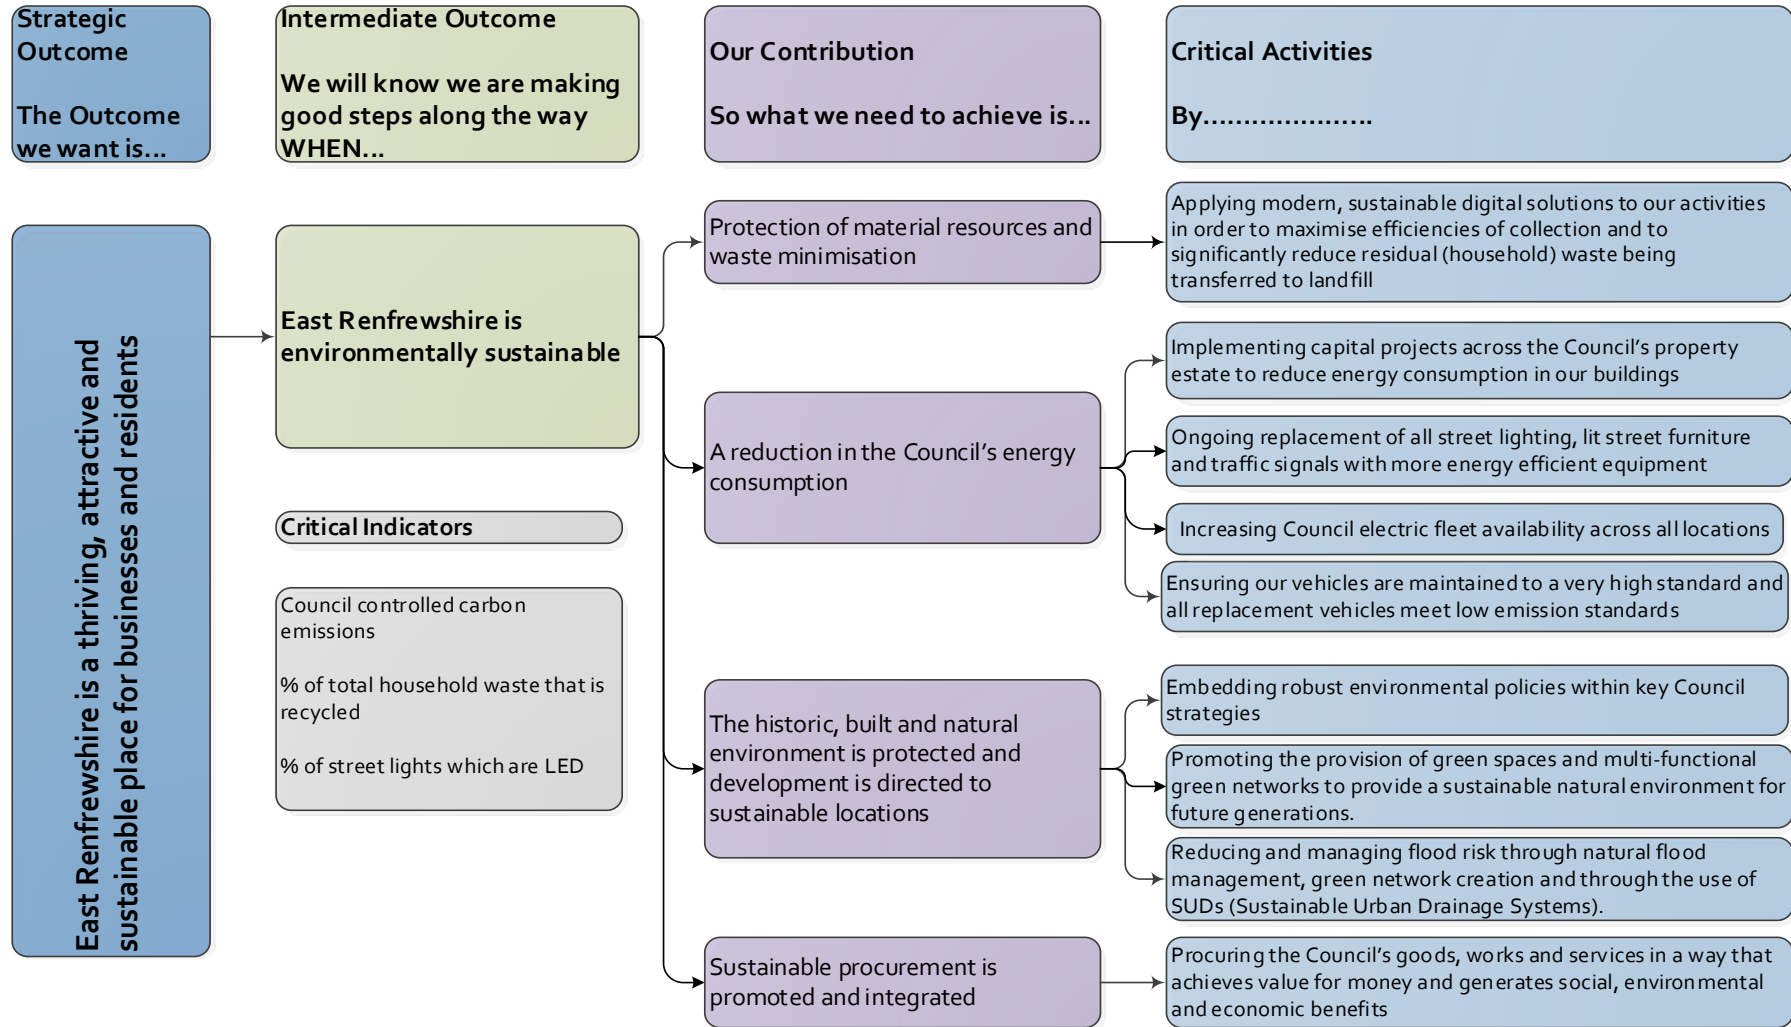 Strategic
Outcome
The Outcome
we want is...
Intermediate Outcome
We will know we are making
good steps along the way
WHEN...
Our Contribution
So what we need to achieve is...
Critical Activities
By.....................
East Renfrewshire is a thriving, attractive and
sustainable place for businesses and residents
East Renfrewshire is
environmentally sustainable
Critical Indicators
Council controlled carbon
emissions
% of total household waste that is
recycled
% of street lights which are LED
Protection of material resources and
waste minimisation
Applying modern, sustainable digital solutions to our activities
in order to maximise efficiencies of collection and to
significantly reduce residual (household) waste being
transferred to landfill
A reduction in the Council's energy
consumption
Implementing capital projects across the Council's property
estate to reduce energy consumption in our buildings
Ongoing replacement of all street lighting, lit street furniture
and traffic signals with more energy efficient equipment
Increasing Council electric fleet availability across all locations
Ensuring our vehicles are maintained to a very high standard and
all replacement vehicles meet low emission standards
The historic, built and natural
environment is protected and
development is directed to
sustainable locations
Embedding robust environmental policies within key Council
strategies
Promoting the provision of green spaces and multi-functional
green networks to provide a sustainable natural environment for
future generations.
Reducing and managing flood risk through natural flood
management, green network creation and through the use of
SUDs (Sustainable Urban Drainage Systems).
Sustainable procurement is
promoted and integrated
Procuring the Council's goods, works and services in a way that
achieves value for money and generates social, environmental
and economic benefits